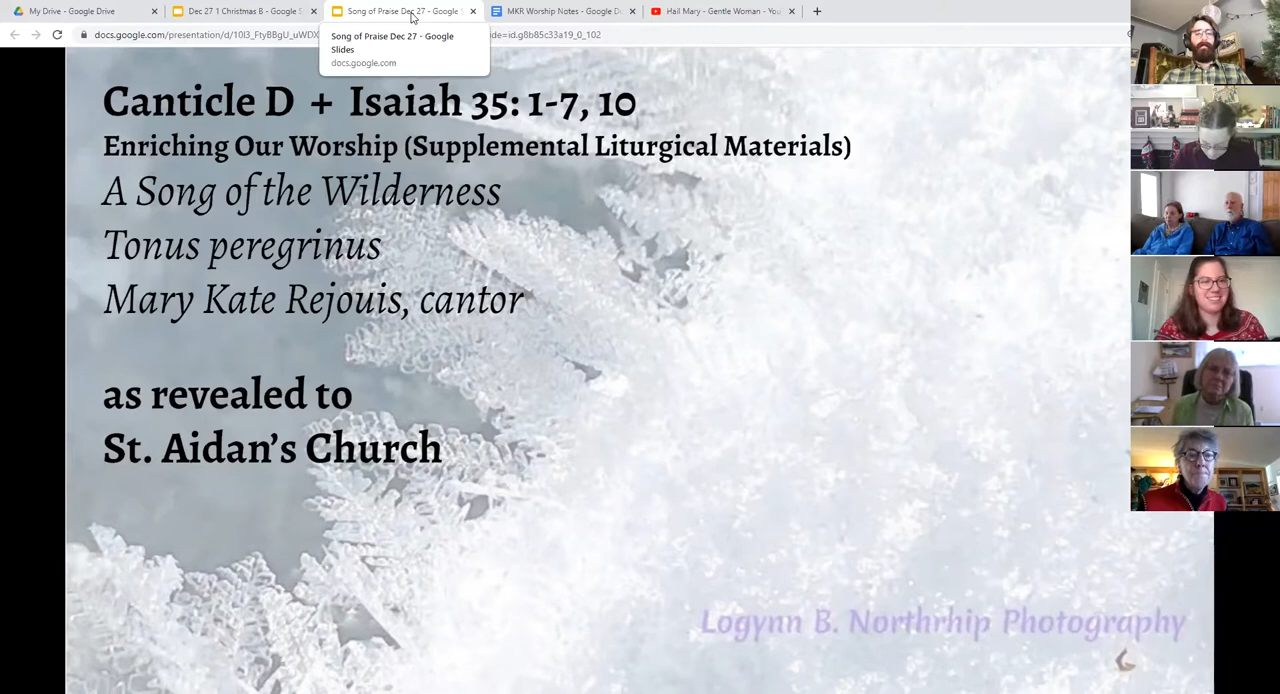 My Drive - Google Drive
Dec 27 1 Christmas B - Google S
Song of Praise Dec 27 - Google S
MKR Worship Notes - Google D
Hail Mary - Gentle Woman - You
docs.google.com/presentation/d/10I3_FtyBBgU_uWDX
de=id.g8b85c33a19_0_102
Song of Praise Dec 27 - Google
Slides
docs.google.com
Canticle D + Isaiah 35: 1-7, 10
Enriching Our Worship (Supplemental Liturgical Materials)
A Song of the Wilderness
Tonus peregrinus
Mary Kate Rejouis, cantor
as revealed to
St. Aidan's Church
Logynn B. Northrhip Photography